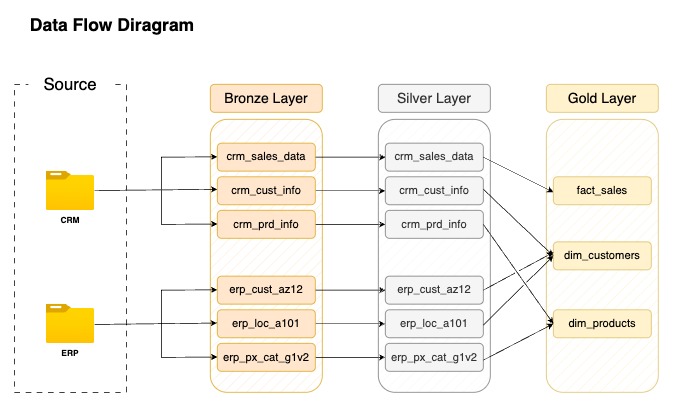 Data Flow Diragram
Source
Bronze Layer
Silver Layer
Gold Layer
CRM
crm_sales_data
crm_cust_info
crm_prd_info
crm_sales_data
crm_cust_info
crm_prd_info
fact_sales
dim_customers
dim_products
ERP
erp_cust_az12
erp_loc_a101
erp_px_cat_g1v2
erp_cust_az12
erp_loc_a101
erp_px_cat_g1v2